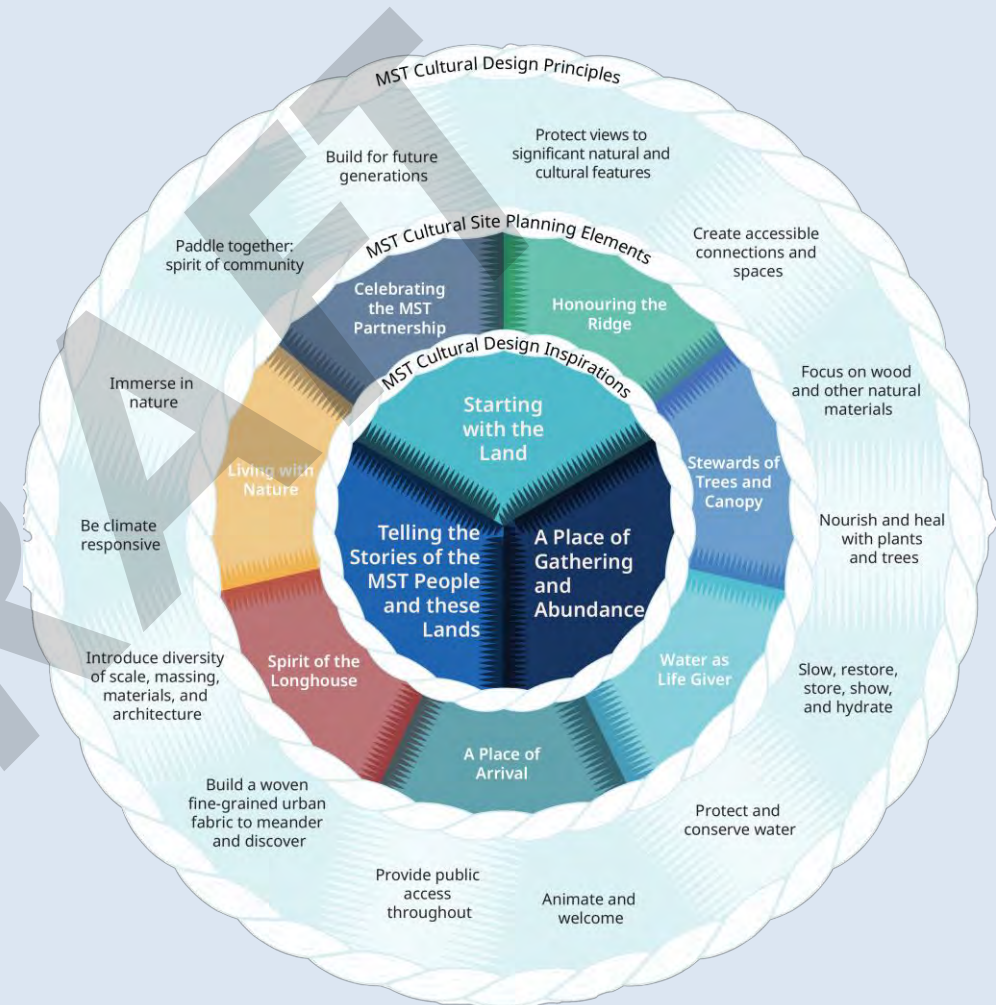 MST Cultural Design Principles
Build for future
generations
Protect views to
significant natural and
cultural features
Create accessible
connections and
spaces
Focus on wood
and other natural
materials
Nourish and heal
with plants
and trees
Slow, restore,
store, show,
and hydrate
Protect and
conserve water
Animate and
welcome
Provide public
access
throughout
Build a woven
fine-grained urban
fabric to meander
and discover
Introduce diversity
of scale, massing,
materials, and
architecture
Be climate
responsive
Immerse in
nature
Paddle together:
spirit of community
MST Cultural Site Planning Elements
Celebrating
the MST
Partnership
Honouring the
Ridge
Stewards of
Trees and
Canopy
Water as
Life Giver
A Place of
Arrival
Spirit of the
Longhouse
Living with
Nature
MST Cultural Design Inspirations
Starting
with the
Land
A Place of
Gathering
and
Abundance
Telling the
Stories of the
MST People
and these
Lands
RAFT